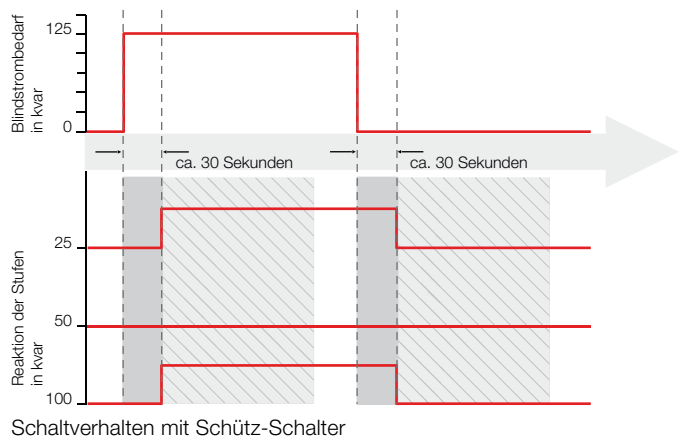 Blindstrombedarf
in kvar
125
0
ca. 30 Sekunden
ca. 30 Sekunden
Reaktion der Stufen
in kvar
25
50
100
Schaltverhalten mit Schütz-Schalter